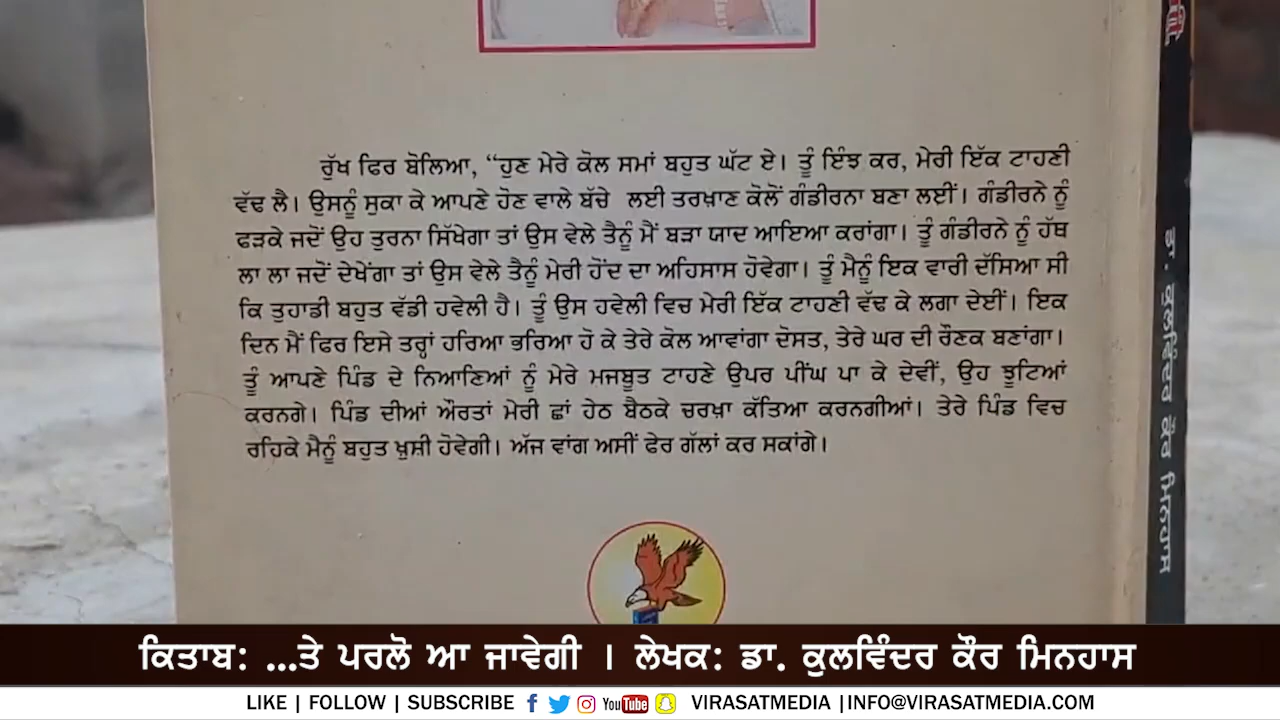 ਰੁੱਖ ਫਿਰ ਬੋਲਿਆ, “ਹੁਣ ਮੇਰੇ ਕੋਲ ਸਮਾਂ ਬਹੁਤ ਘੱਟ ਏ। ਤੂੰ ਇੰਝ ਕਰ, ਮੇਰੀ ਇੱਕ ਟਾਹਣੀ
ਵੱਢ ਲੈ। ਉਸਨੂੰ ਸੁਕਾ ਕੇ ਆਪਣੇ ਹੋਣ ਵਾਲੇ ਬੱਚੇ ਲਈ ਤਰਖ਼ਾਣ ਕੋਲੋਂ ਗੰਡੀਰਨਾ ਬਣਾ ਲਈਂ। ਗੰਡੀਰਨੇ ਨੂੰ
ਫੜਕੇ ਜਦੋਂ ਉਹ ਤੁਰਨਾ ਸਿੱਖੇਗਾ ਤਾਂ ਉਸ ਵੇਲੇ ਤੈਨੂੰ ਮੈਂ ਬੜਾ ਯਾਦ ਆਇਆ ਕਰਾਂਗਾ। ਤੂੰ ਗੰਡੀਰਨੇ ਨੂੰ ਹੱਥ
ਲਾ ਲਾ ਜਦੋਂ ਦੇਖੇਂਗਾ ਤਾਂ ਉਸ ਵੇਲੇ ਤੈਨੂੰ ਮੇਰੀ ਹੋਂਦ ਦਾ ਅਹਿਸਾਸ ਹੋਵੇਗਾ। ਤੂੰ ਮੈਨੂੰ ਇਕ ਵਾਰੀ ਦੱਸਿਆ ਸੀ
ਕਿ ਤੁਹਾਡੀ ਬਹੁਤ ਵੱਡੀ ਹਵੇਲੀ ਹੈ। ਤੂੰ ਉਸ ਹਵੇਲੀ ਵਿਚ ਮੇਰੀ ਇੱਕ ਟਾਹਣੀ ਵੱਢ ਕੇ ਲਗਾ ਦੇਈਂ। ਇਕ
ਦਿਨ ਮੈਂ ਫਿਰ ਇਸੇ ਤਰ੍ਹਾਂ ਹਰਿਆ ਭਰਿਆ ਹੋ ਕੇ ਤੇਰੇ ਕੋਲ ਆਵਾਂਗਾ ਦੋਸਤ, ਤੇਰੇ ਘਰ ਦੀ ਰੌਣਕ ਬਣਾਂਗਾ।
ਤੂੰ ਆਪਣੇ ਪਿੰਡ ਦੇ ਨਿਆਣਿਆਂ ਨੂੰ ਮੇਰੇ ਮਜਬੂਤ ਟਾਹਣੇ ਉਪਰ ਪੀਂਘ ਪਾ ਕੇ ਦੇਵੀਂ, ਉਹ ਝੂਟਿਆਂ
ਕਰਨਗੇ। ਪਿੰਡ ਦੀਆਂ ਔਰਤਾਂ ਮੇਰੀ ਛਾਂ ਹੇਠ ਬੈਠਕੇ ਚਰਖ਼ਾ ਕੱਤਿਆ ਕਰਨਗੀਆਂ। ਤੇਰੇ ਪਿੰਡ ਵਿਚ
ਰਹਿਕੇ ਮੈਨੂੰ ਬਹੁਤ ਖ਼ੁਸ਼ੀ ਹੋਵੇਗੀ। ਅੱਜ ਵਾਂਗ ਅਸੀਂ ਫੇਰ ਗੱਲਾਂ ਕਰ ਸਕਾਂਗੇ।
ਡਾ. ਕੁਲਵਿੰਦਰ ਕੌਰ ਮਿਨਹਾਸ
ਕਿਤਾਬ: ...ਤੇ ਪਰਲੋ ਆ ਜਾਵੇਗੀ । ਲੇਖਕ: ਡਾ. ਕੁਲਵਿੰਦਰ ਕੌਰ ਮਿਨਹਾਸ
LIKE | FOLLOW | SUBSCRIBE YouTube VIRASATMEDIA |INFO@VIRASATMEDIA.COM